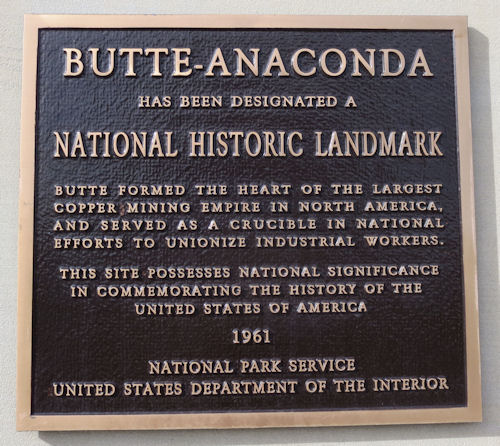 BUTTE-ANACONDA
HAS BEEN DESIGNATED A
NATIONAL HISTORIC LANDMARK
BUTTE FORMED THE HEART OF THE LARGEST
COPPER MINING EMPIRE IN NORTH AMERICA,
AND SERVED AS A CRUCIBLE IN NATIONAL
EFFORTS TO UNIONIZE INDUSTRIAL WORKERS.
THIS SITE POSSESSES NATIONAL SIGNIFICANCE
IN COMMEMORATING THE HISTORY OF THE
UNITED STATES OF AMERICA
1961
NATIONAL PARK SERVICE
UNITED STATES DEPARTMENT OF THE INTERIOR